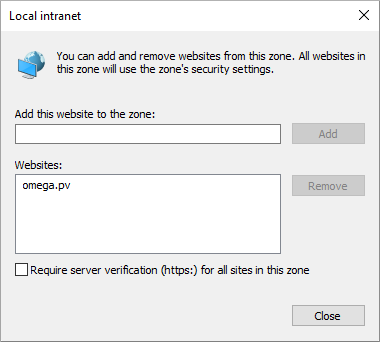 Local intranet
You can add and remove websites from this zone. All websites in
this zone will use the zone's security settings.
Add this website to the zone:
Add
Websites:
omega.pv
Remove
Require server verification (https:) for all sites in this zone
Close